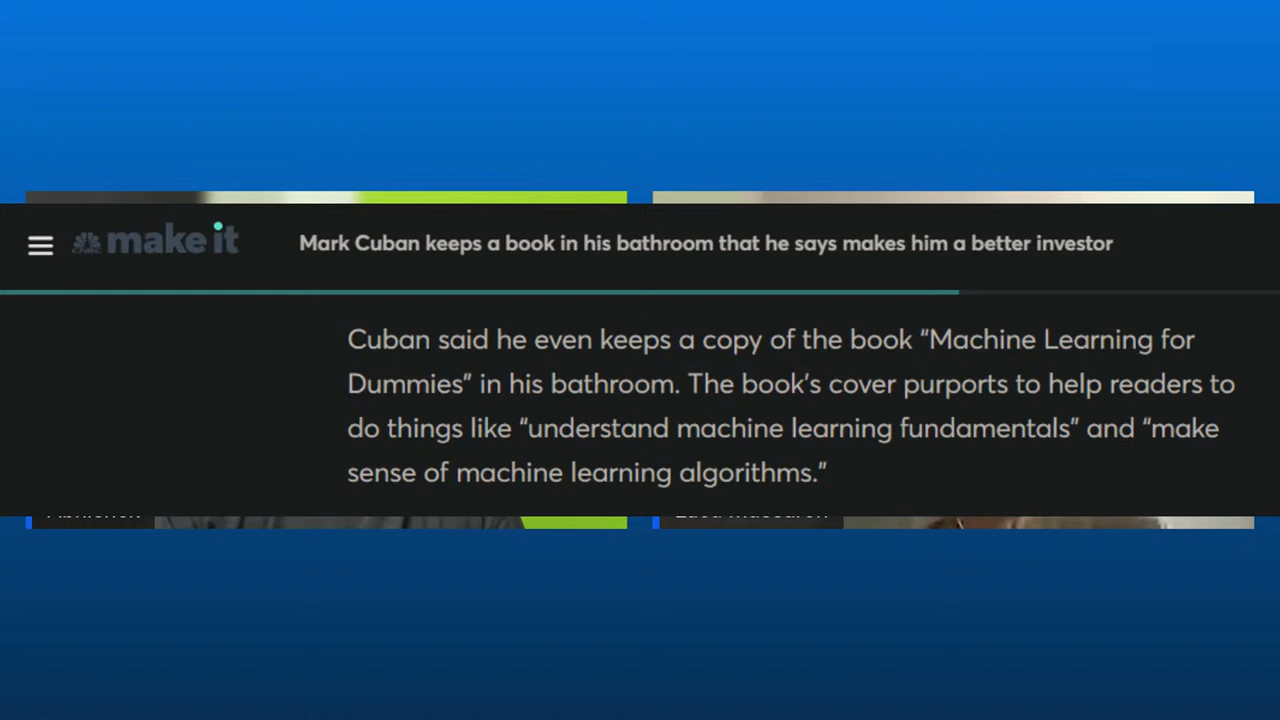 make it
Mark Cuban keeps a book in his bathroom that he says makes him a better investor
Cuban said he even keeps a copy of the book “Machine Learning for
Dummies” in his bathroom. The book’s cover purports to help readers to
do things like “understand machine learning fundamentals” and “make
sense of machine learning algorithms.”